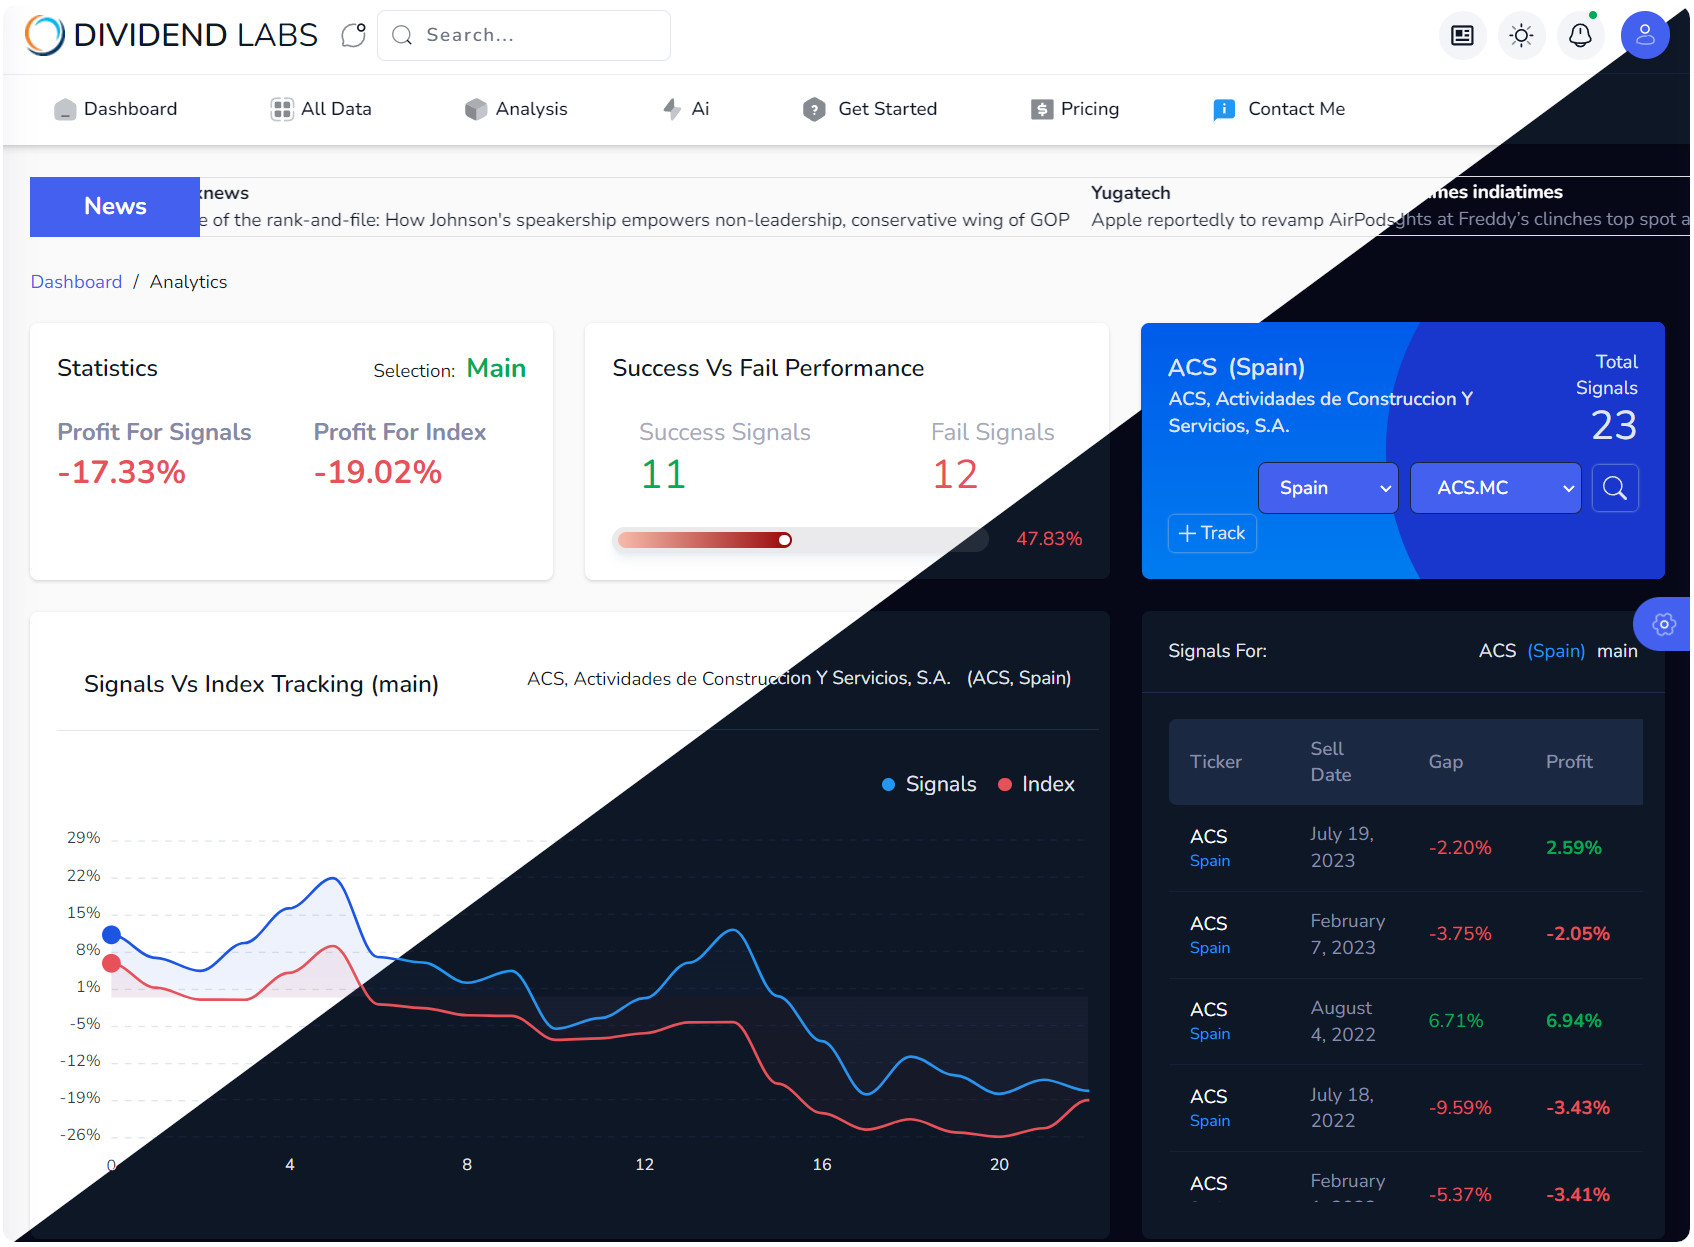 DIVIDEND LABS
Search...
Dashboard
All Data
Analysis
Ai
Get Started
Pricing
Contact Me
News
xnews
e of the rank-and-file: How Johnson's speakership empowers non-leadership, conservative wing of GOP
Yugatech
Apple reportedly to revamp AirPods
mes indiatimes
ghts at Freddy's clinches top spot a
Dashboard / Analytics
Statistics
Selection: Main
Profit For Signals
-17.33%
Profit For Index
-19.02%
Success Vs Fail Performance
Success Signals
11
Fail Signals
12
47.83%
ACS (Spain)
ACS, Actividades de Construccion Y
Servicios, S.A.
Total
Signals
23
Spain
ACS.MC
+ Track
Signals Vs Index Tracking (main)
ACS, Actividades de Construccion Y Servicios, S.A. (ACS, Spain)
Signals
Index
29%
22%
15%
8%
1%
-5%
-12%
-19%
-26%
0 4 8 12 16 20
Signals For:
ACS (Spain) main
Ticker
Sell
Date
Gap
Profit
ACS
Spain
July 19,
2023
-2.20%
2.59%
ACS
Spain
February
7, 2023
-3.75%
-2.05%
ACS
Spain
August
4, 2022
6.71%
6.94%
ACS
Spain
July 18,
2022
-9.59%
-3.43%
ACS
February
-5.37%
-3.41%